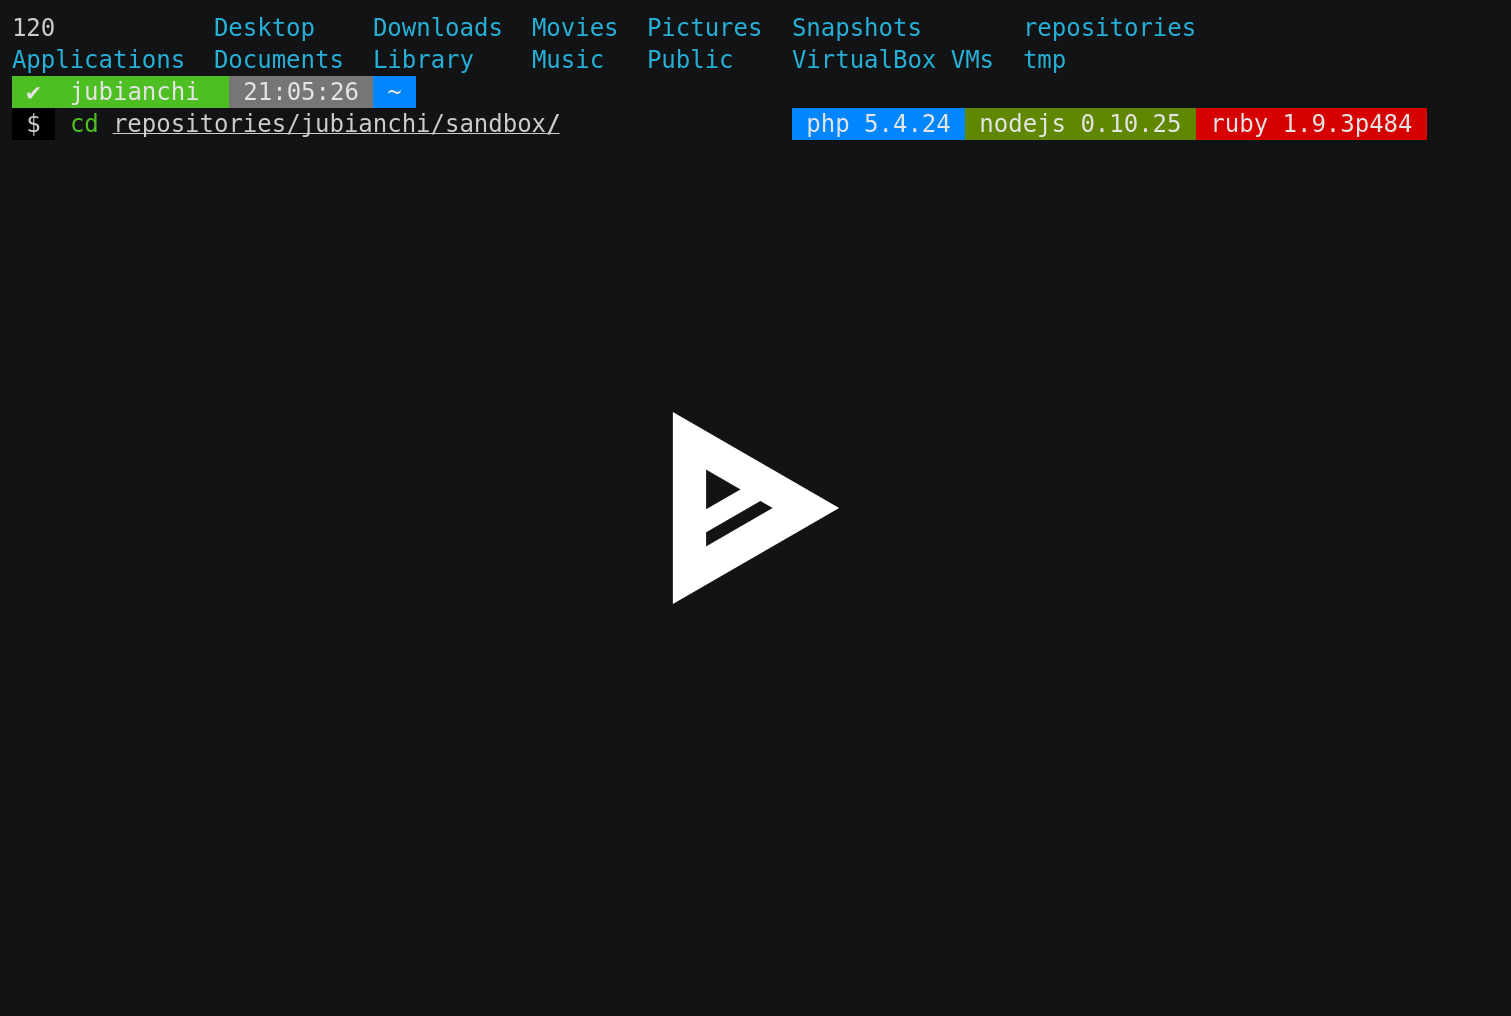 120 Desktop Downloads Movies Pictures Snapshots repositories
Applications Documents Library Music Public VirtualBox VMs tmp
✔ jubianchi 21:05:26 ~
$ cd repositories/jubianchi/sandbox/ php 5.4.24 nodejs 0.10.25 ruby 1.9.3p484